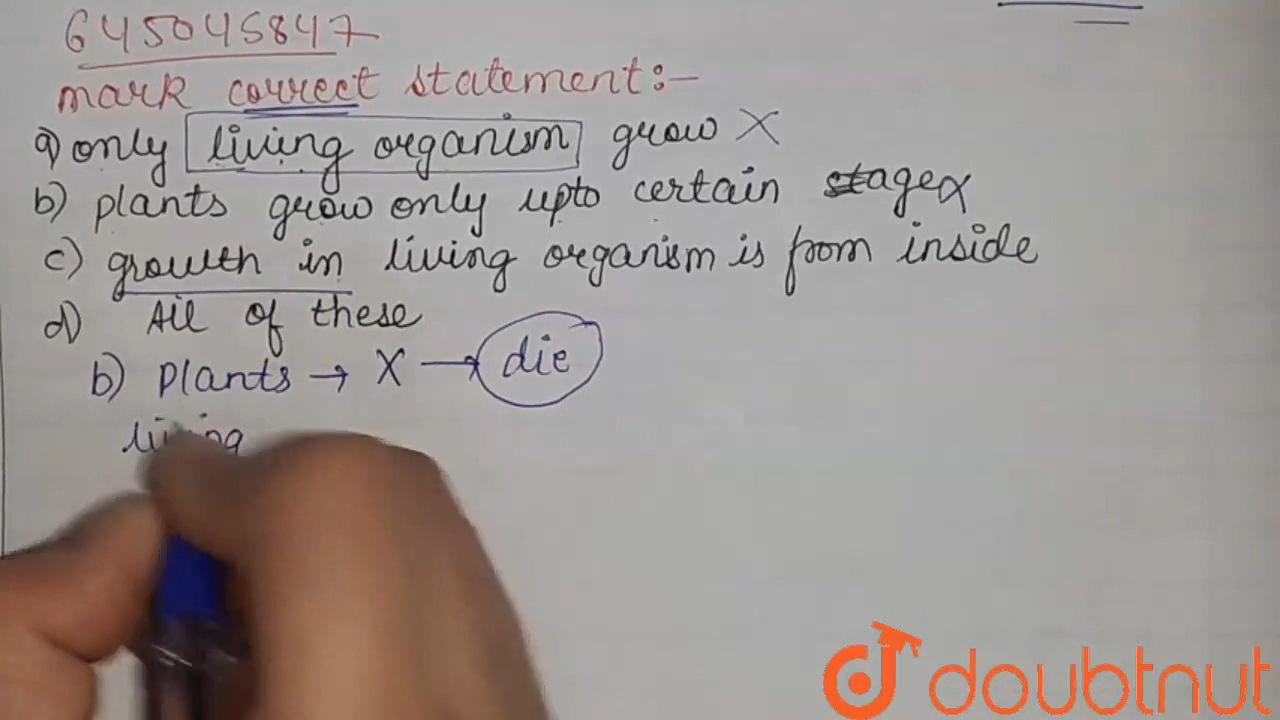 645045847
mark correct statement:-
a) only living organism grow X
b) plants grow only upto certain stage X
c) growth in living organism is from inside
d) All of these
b) Plants → X → die
living
doubtnut